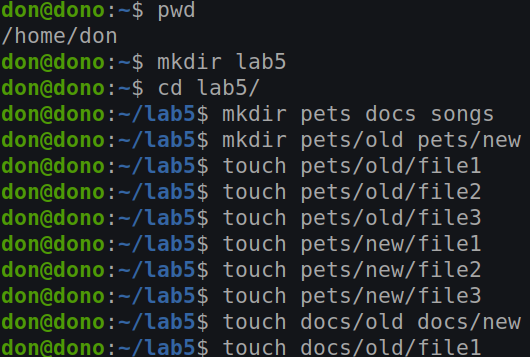 don@dono:~$ pwd
/home/don
don@dono:~$ mkdir lab5
don@dono:~$ cd lab5/
don@dono:~/lab5$ mkdir pets docs songs
don@dono:~/lab5$ mkdir pets/old pets/new
don@dono:~/lab5$ touch pets/old/file1
don@dono:~/lab5$ touch pets/old/file2
don@dono:~/lab5$ touch pets/old/file3
don@dono:~/lab5$ touch pets/new/file1
don@dono:~/lab5$ touch pets/new/file2
don@dono:~/lab5$ touch pets/new/file3
don@dono:~/lab5$ touch docs/old docs/new
don@dono:~/lab5$ touch docs/old/file1